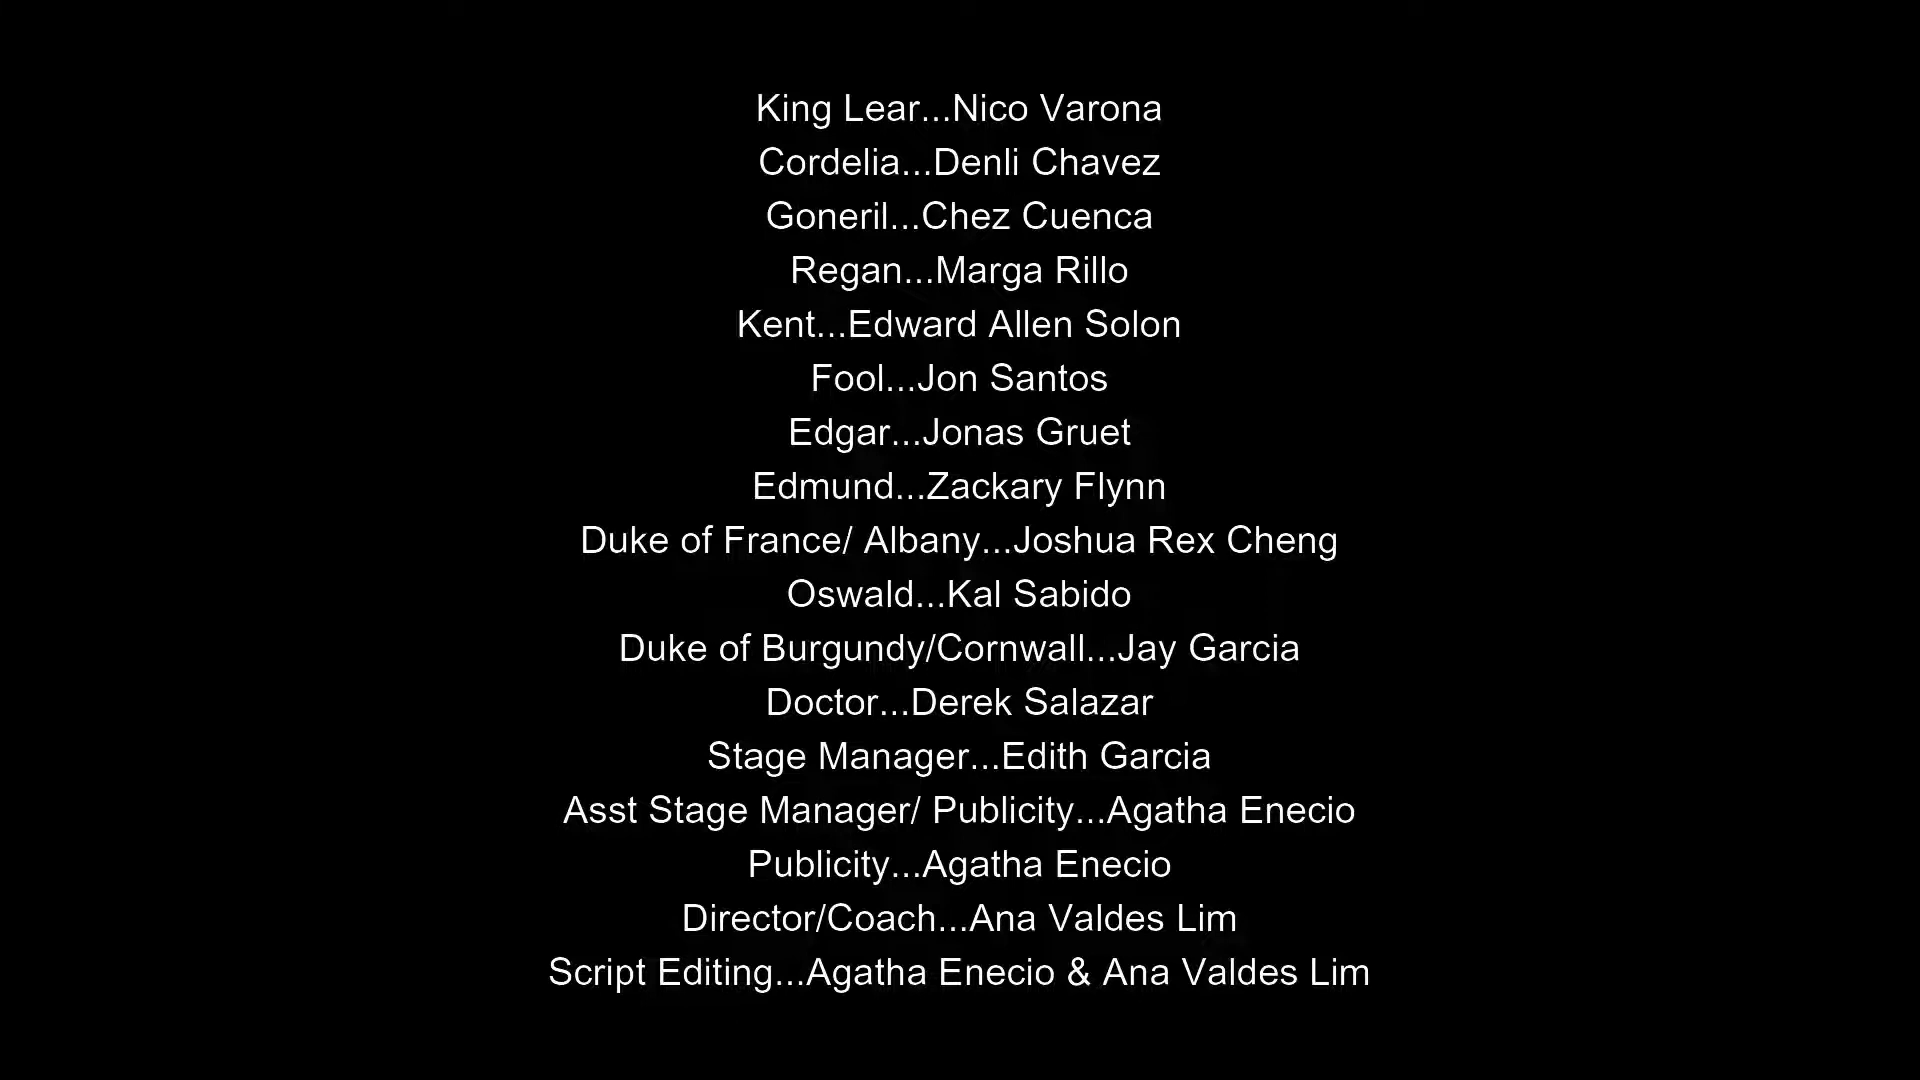 King Lear...Nico Varona
Cordelia...Denli Chavez
Goneril...Chez Cuenca
Regan...Marga Rillo
Kent...Edward Allen Solon
Fool...Jon Santos
Edgar...Jonas Gruet
Edmund...Zackary Flynn
Duke of France/ Albany...Joshua Rex Cheng
Oswald...Kal Sabido
Duke of Burgundy/Cornwall...Jay Garcia
Doctor...Derek Salazar
Stage Manager...Edith Garcia
Asst Stage Manager/ Publicity...Agatha Enecio
Publicity...Agatha Enecio
Director/Coach...Ana Valdes Lim
Script Editing...Agatha Enecio & Ana Valdes Lim